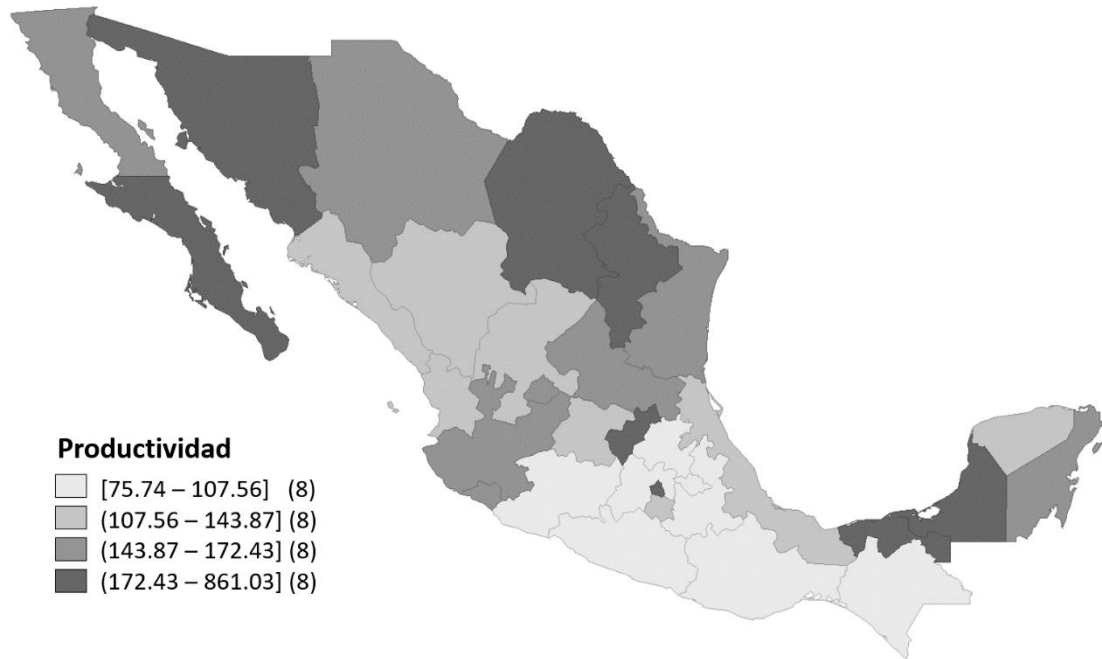 Productividad
[75.74 – 107.56] (8)
(107.56 – 143.87] (8)
(143.87 – 172.43] (8)
(172.43 – 861.03] (8)